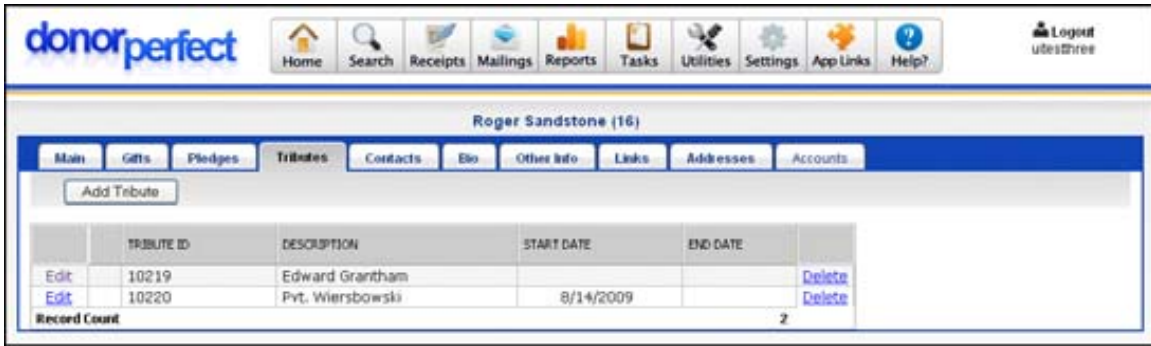 donorperfect
Home Search Receipts Mailings Reports Tasks Utilities Settings App Links Help?
Logout
uitestthree
Roger Sandstone (16)
Main Gifts Pledges Tributes Contacts Bio Other Info Links Addresses Accounts
Add Tribute
TRIBUTE ID DESCRIPTION START DATE END DATE
Edit 10219 Edward Grantham Delete
Edit 10220 Pvt. Wiersbowski 8/14/2009 Delete
Record Count 2